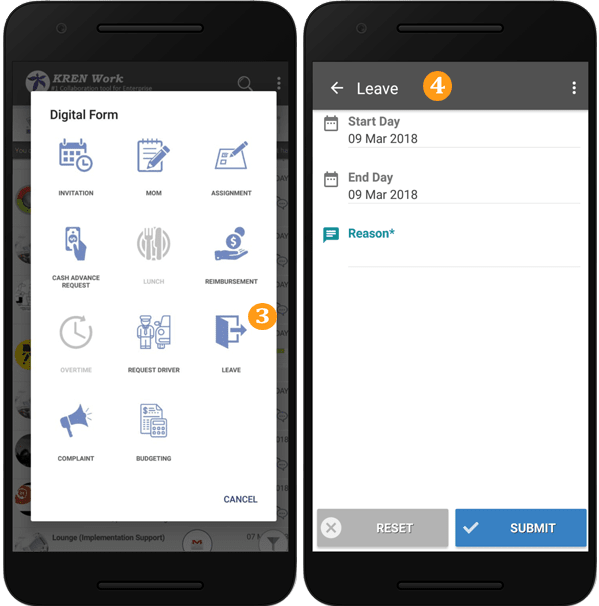 KREN Work
#1 Collaboration tool for Enterprise
Digital Form
INVITATION
MOM
ASSIGNMENT
CASH ADVANCE
REQUEST
LUNCH
REIMBURSEMENT
3
OVERTIME
REQUEST DRIVER
LEAVE
COMPLAINT
BUDGETING
CANCEL
Lounge (Implementation Support)
Leave
4
Start Day
09 Mar 2018
End Day
09 Mar 2018
Reason*
RESET
SUBMIT